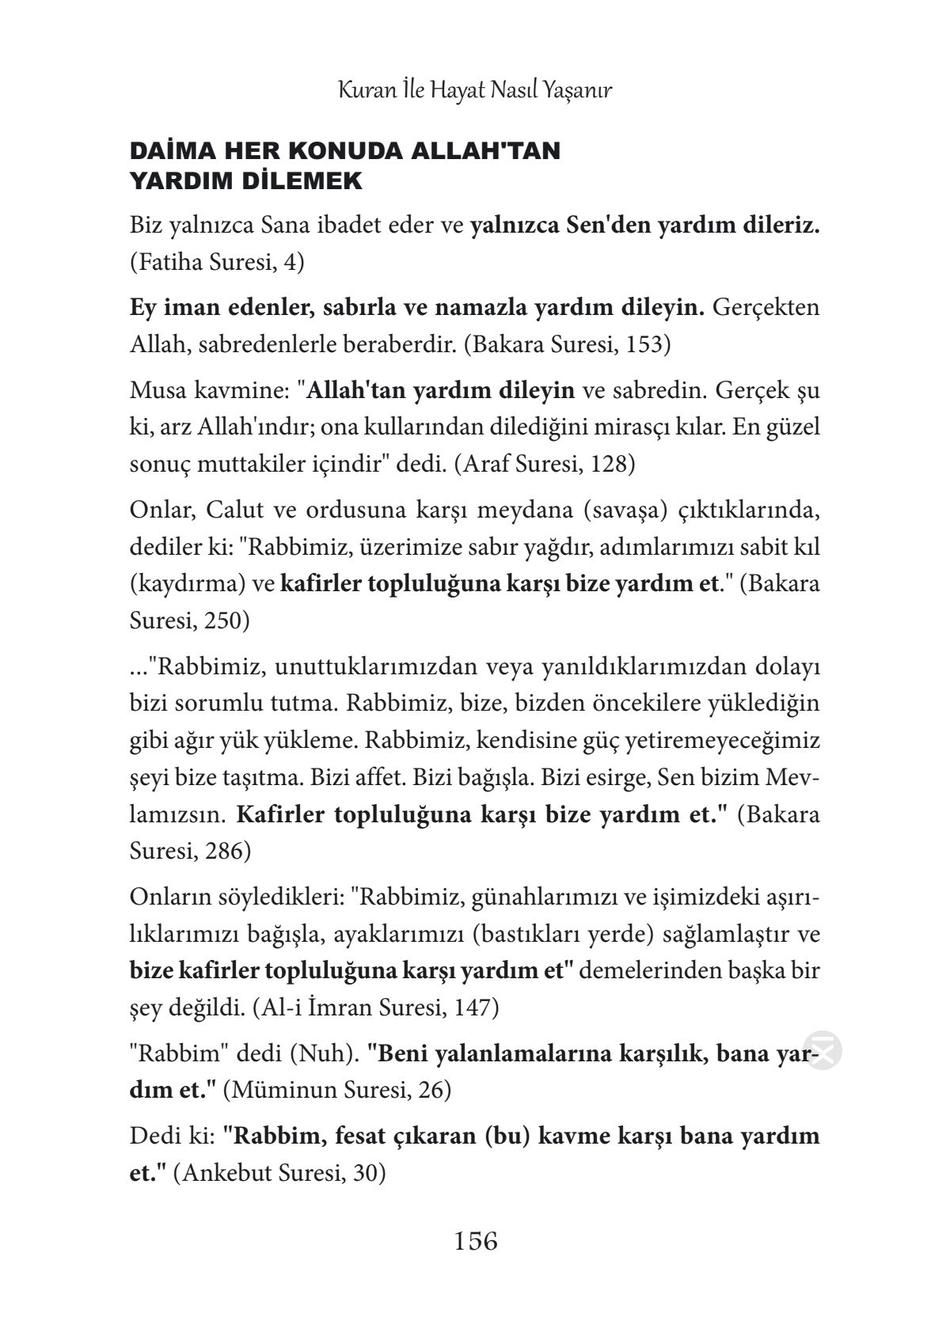 Kuran İle Hayat Nasıl Yaşanır
DAİMA HER KONUDA ALLAH'TAN
YARDIM DİLEMEK
Biz yalnızca Sana ibadet eder ve yalnızca Sen'den yardım dileriz.
(Fatiha Suresi, 4)
Ey iman edenler, sabırla ve namazla yardım dileyin. Gerçekten
Allah, sabredenlerle beraberdir. (Bakara Suresi, 153)
Musa kavmine: "Allah'tan yardım dileyin ve sabredin. Gerçek şu
ki, arz Allah'ındır; ona kullarından dilediğini mirasçı kılar. En güzel
sonuç muttakiler içindir" dedi. (Araf Suresi, 128)
Onlar, Calut ve ordusuna karşı meydana (savaşa) çıktıklarında,
dediler ki: "Rabbimiz, üzerimize sabır yağdır, adımlarımızı sabit kıl
(kaydırma) ve kafirler topluluğuna karşı bize yardım et." (Bakara
Suresi, 250)
..."Rabbimiz, unuttuklarımızdan veya yanıldıklarımızdan dolayı
bizi sorumlu tutma. Rabbimiz, bize, bizden öncekilere yüklediğin
gibi ağır yük yükleme. Rabbimiz, kendisine güç yetiremeyeceğimiz
şeyi bize taşıtma. Bizi affet. Bizi bağışla. Bizi esirge, Sen bizim Mev-
lamızsın. Kafirler topluluğuna karşı bize yardım et." (Bakara
Suresi, 286)
Onların söyledikleri: "Rabbimiz, günahlarımızı ve işimizdeki aşırı-
lıklarımızı bağışla, ayaklarımızı (bastıkları yerde) sağlamlaştır ve
bize kafirler topluluğuna karşı yardım et" demelerinden başka bir
şey değildi. (Al-i İmran Suresi, 147)
"Rabbim" dedi (Nuh). "Beni yalanlamalarına karşılık, bana yar-
dım et." (Müminun Suresi, 26)
Dedi ki: "Rabbim, fesat çıkaran (bu) kavme karşı bana yardım
et." (Ankebut Suresi, 30)
156